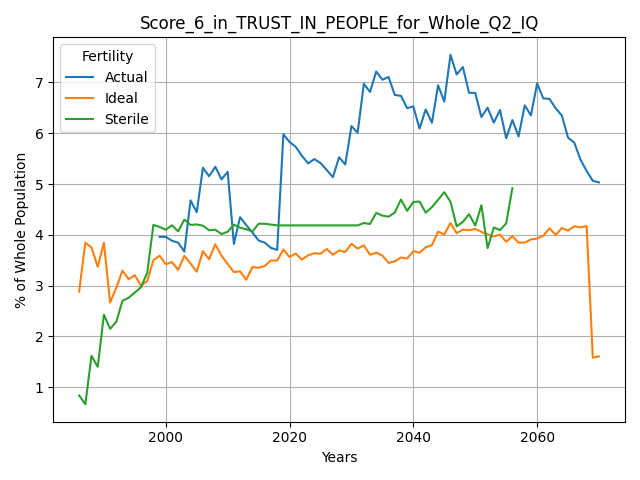 Score_6_in_TRUST_IN_PEOPLE_for_Whole_Q2_IQ
Fertility
Actual
Ideal
Sterile
% of Whole Population
7
6
5
4
3
2
1
2000 2020 2040 2060
Years